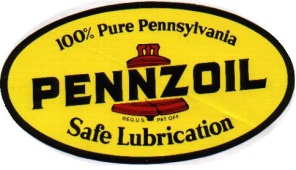 100% Pure Pennsylvania
PENNZOIL
REG. U.S. PAT. OFF.
Safe Lubrication